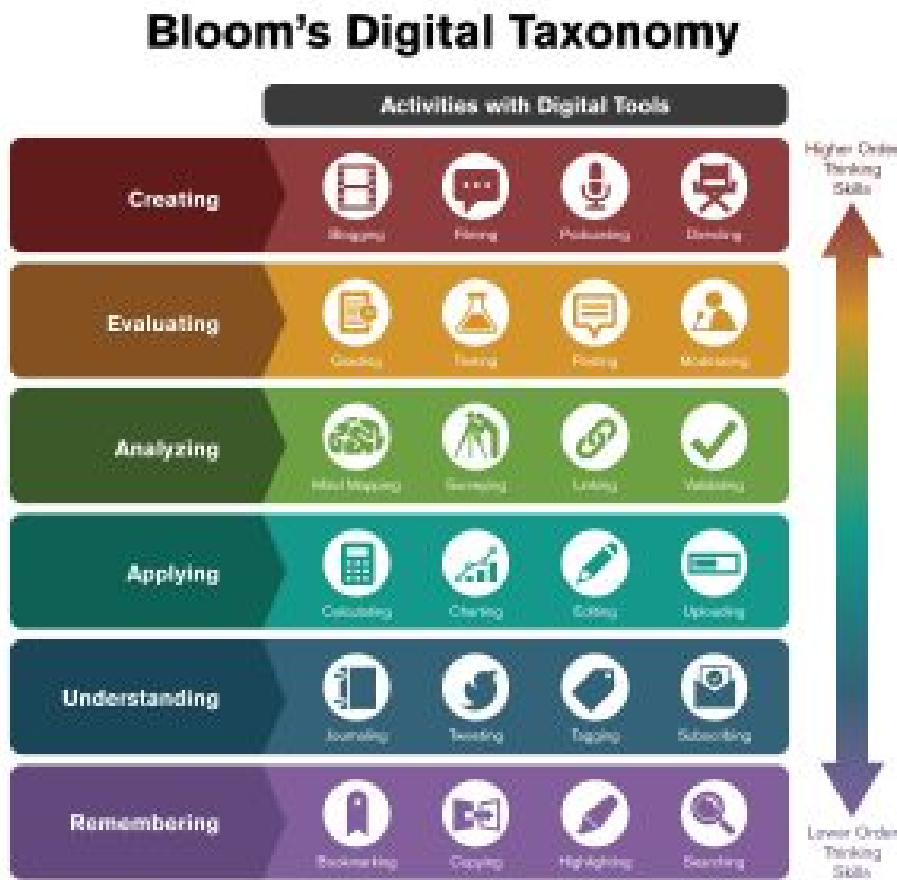 Bloom's Digital Taxonomy
Activities with Digital Tools
Higher Order
Thinking
Skills
Creating
Blogging
Filming
Podcasting
Directing
Evaluating
Grading
Testing
Posting
Moderating
Analyzing
Mind Mapping
Surveying
Linking
Validating
Applying
Calculating
Charting
Editing
Uploading
Understanding
Journaling
Tweeting
Tagging
Subscribing
Remembering
Bookmarking
Copying
Highlighting
Searching
Lower Order
Thinking
Skills